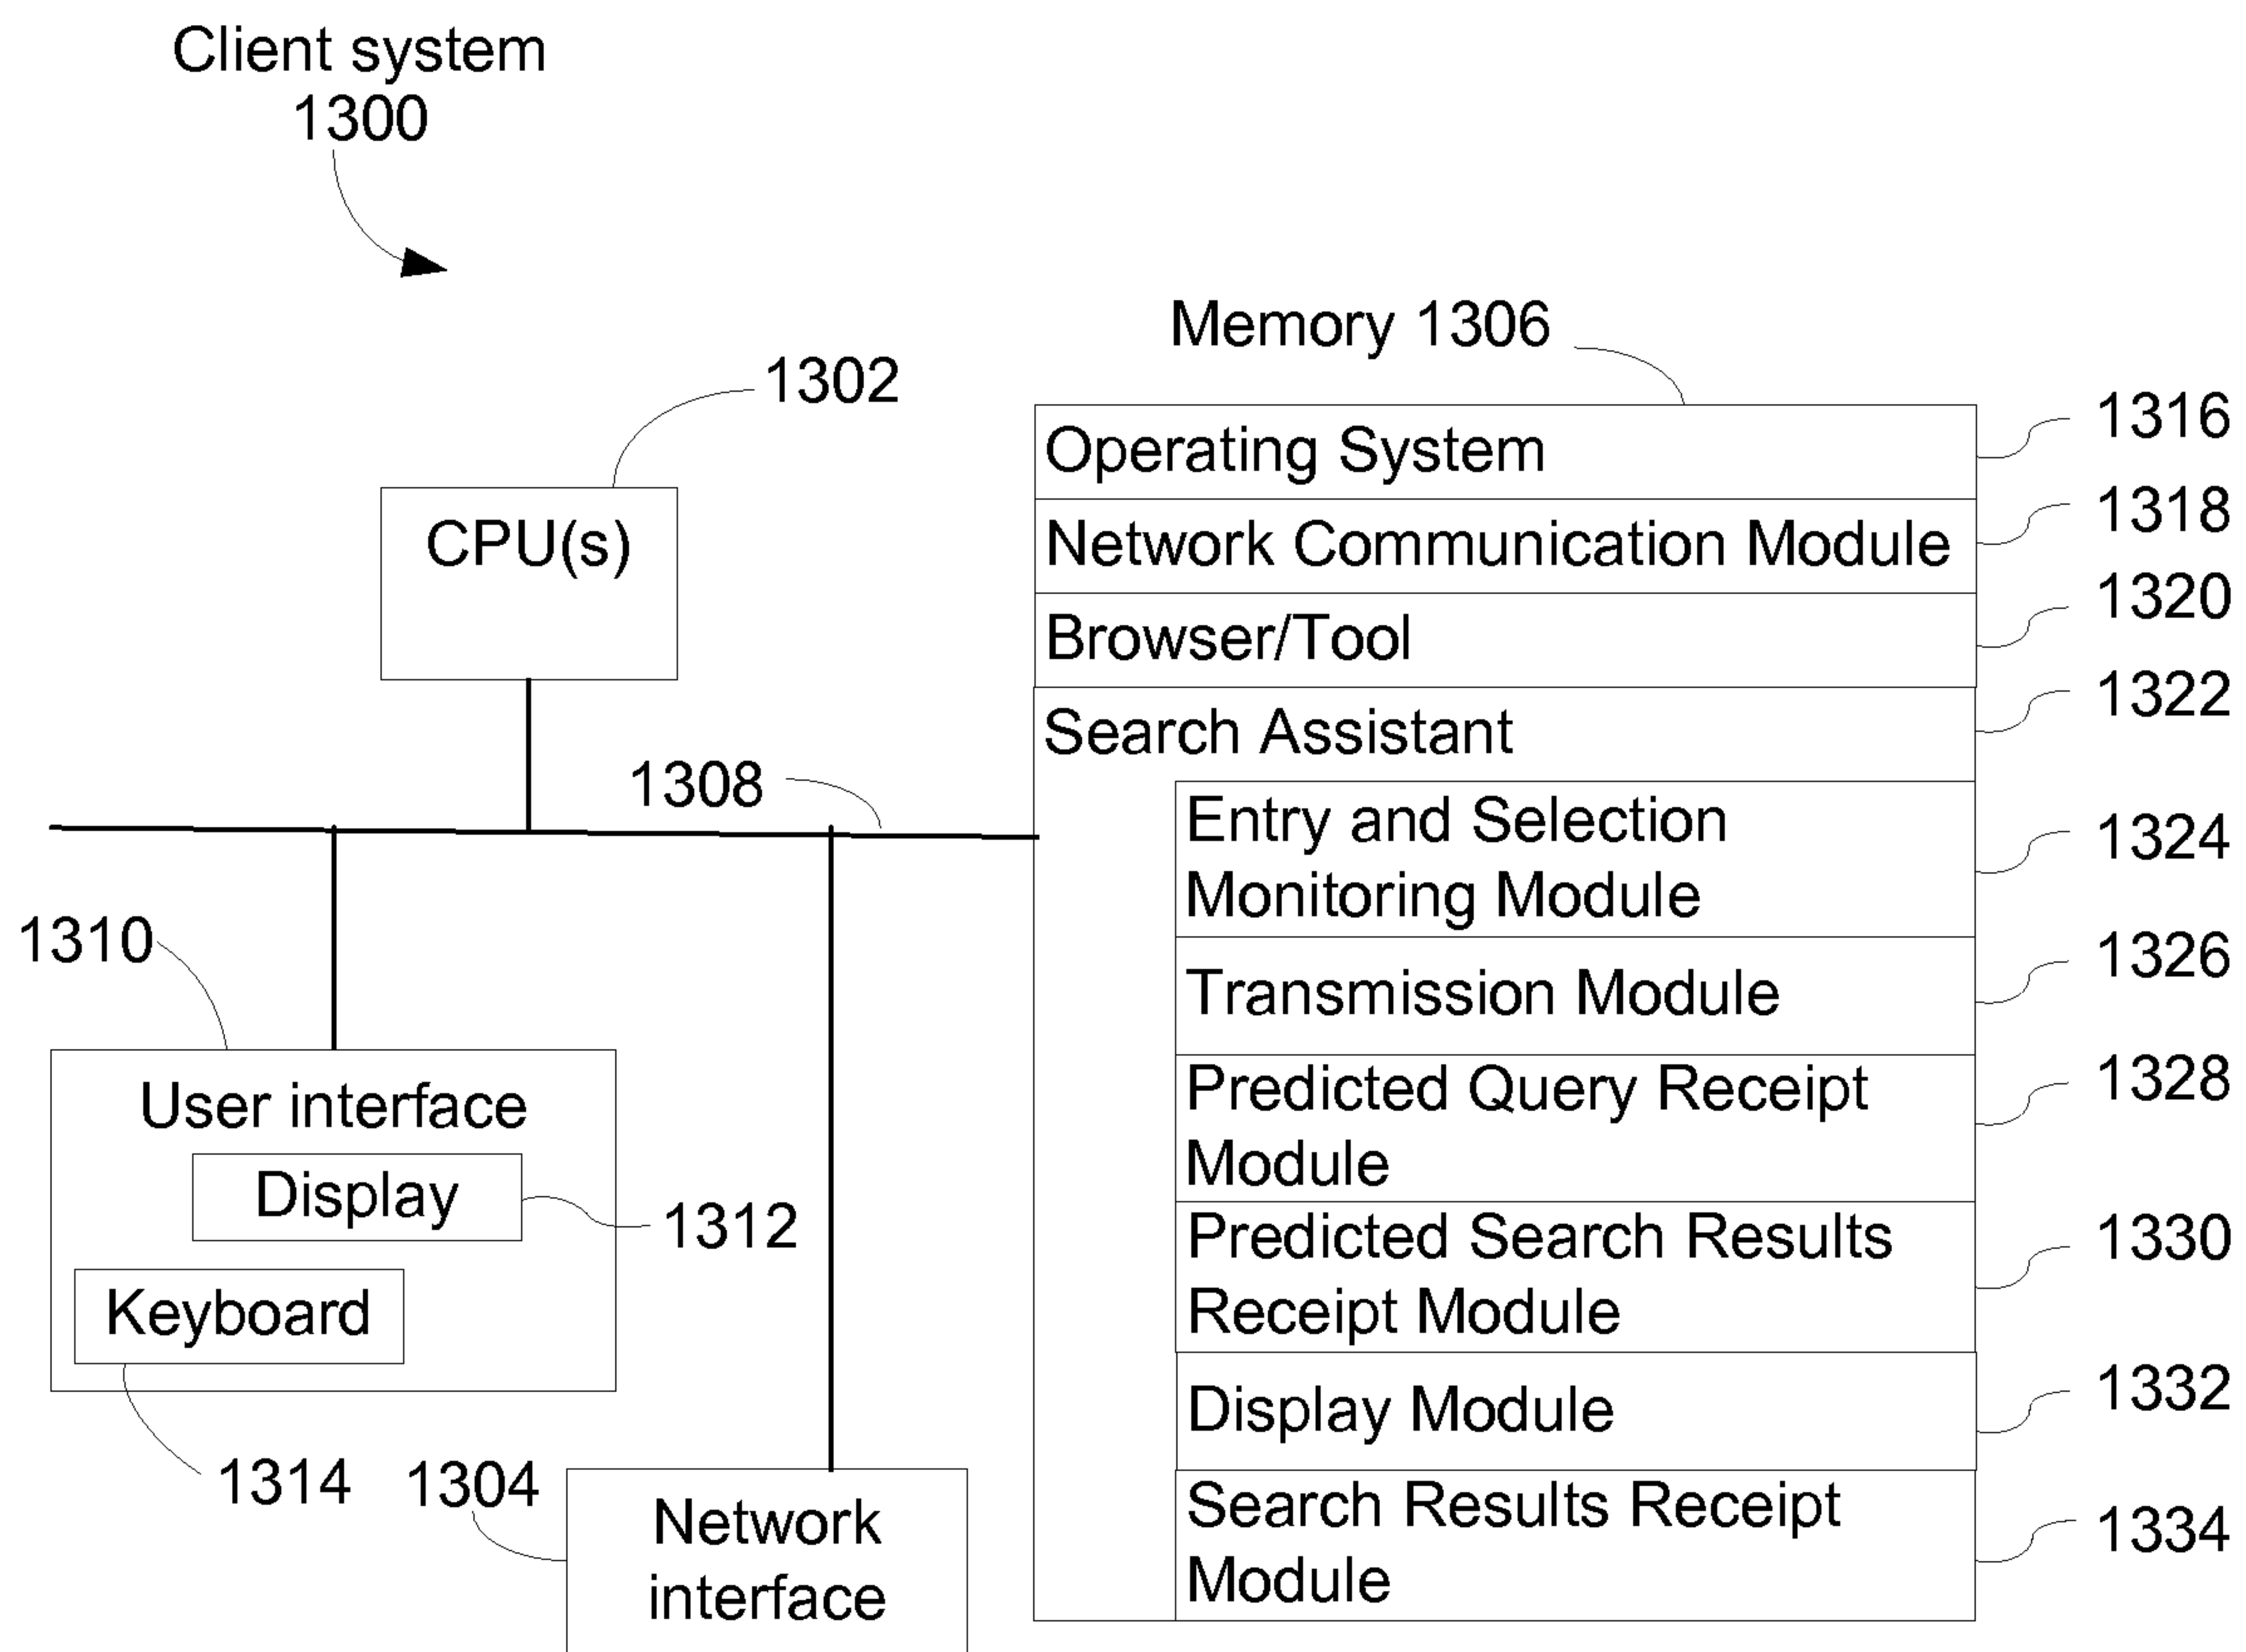 Client system
1300
Memory 1306
1302
CPU(s)
1308
1310
User interface
Display
1312
Keyboard
1314
1304
Network
interface
Operating System
1316
Network Communication Module
1318
Browser/Tool
1320
Search Assistant
1322
Entry and Selection
Monitoring Module
1324
Transmission Module
1326
Predicted Query Receipt
Module
1328
Predicted Search Results
Receipt Module
1330
Display Module
1332
Search Results Receipt
Module
1334